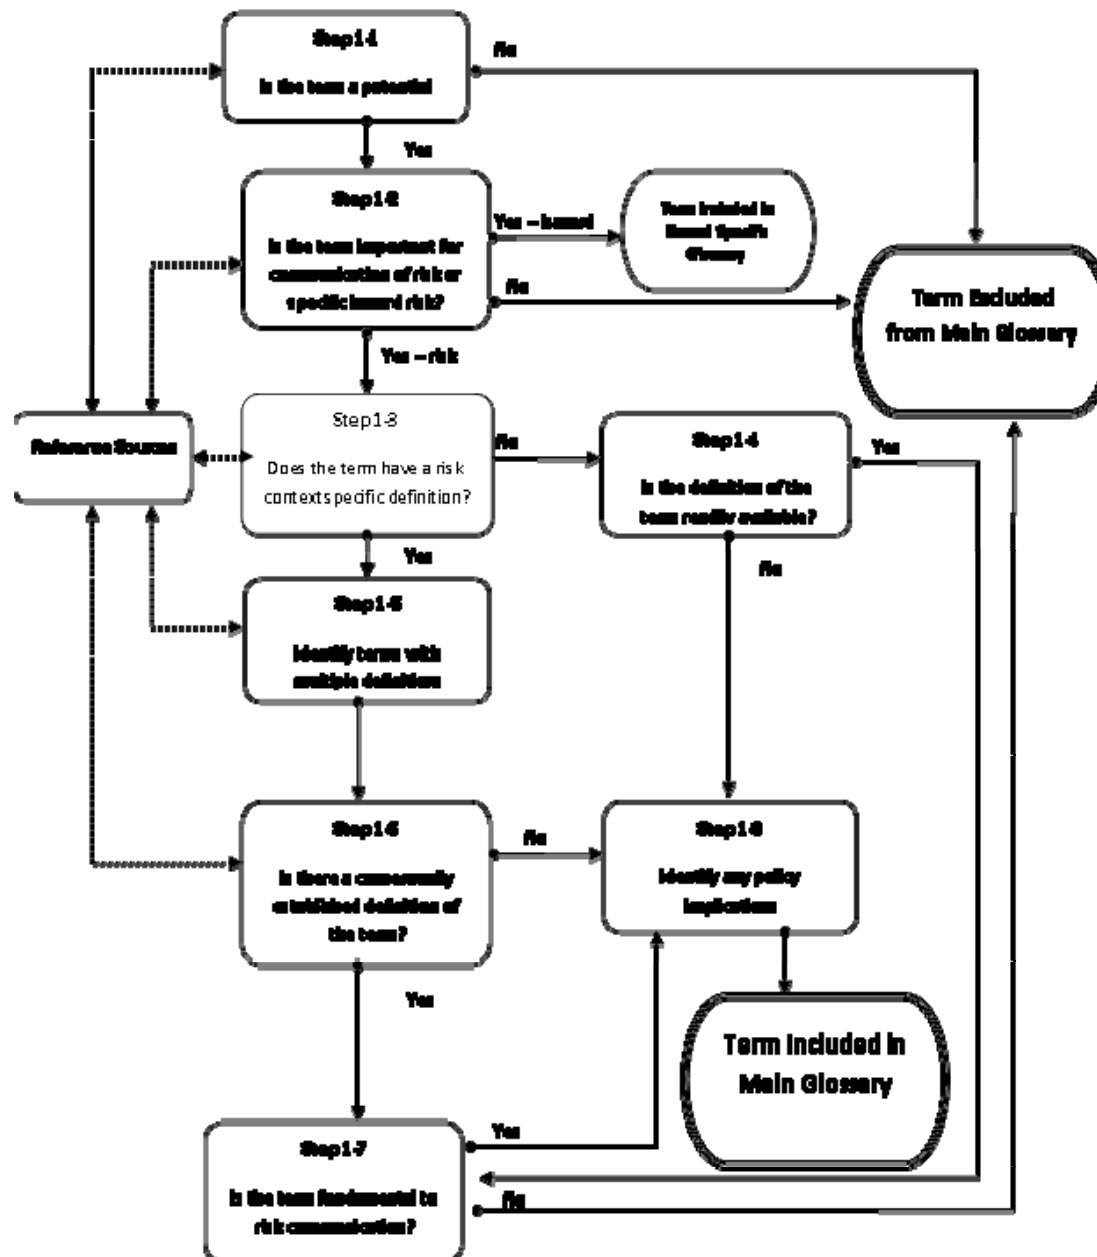 Step 1-1
No
Is the term a potential
Yes
Step 1-2
Yes – hazard
Term Included in
Hazard Specific
Glossary
Is the term important for
communication of risk or
specific hazard risk?
No
Term Excluded
from Main Glossary
Yes – risk
Step 1-3
Reference Sources
No
Does the term have a risk
context specific definition?
Step 1-4
Yes
Is the definition of the
term readily available?
Yes
No
Step 1-5
Identify terms with
multiple definitions
Step 1-6
No
Is there a consensually
established definition of
the term?
Step 1-8
Identify any policy
implications
Yes
Term Included in
Main Glossary
Step 1-7
Yes
Is the term fundamental to
risk communication?
No